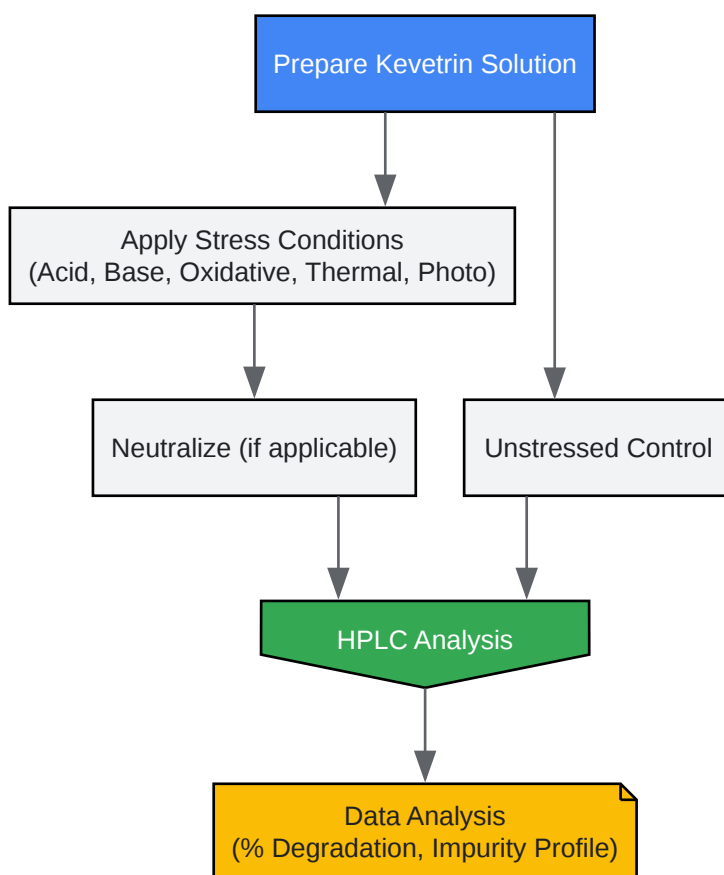 Prepare Kevetrin Solution
Apply Stress Conditions
(Acid, Base, Oxidative, Thermal, Photo)
Neutralize (if applicable)
Unstressed Control
HPLC Analysis
Data Analysis
(% Degradation, Impurity Profile)